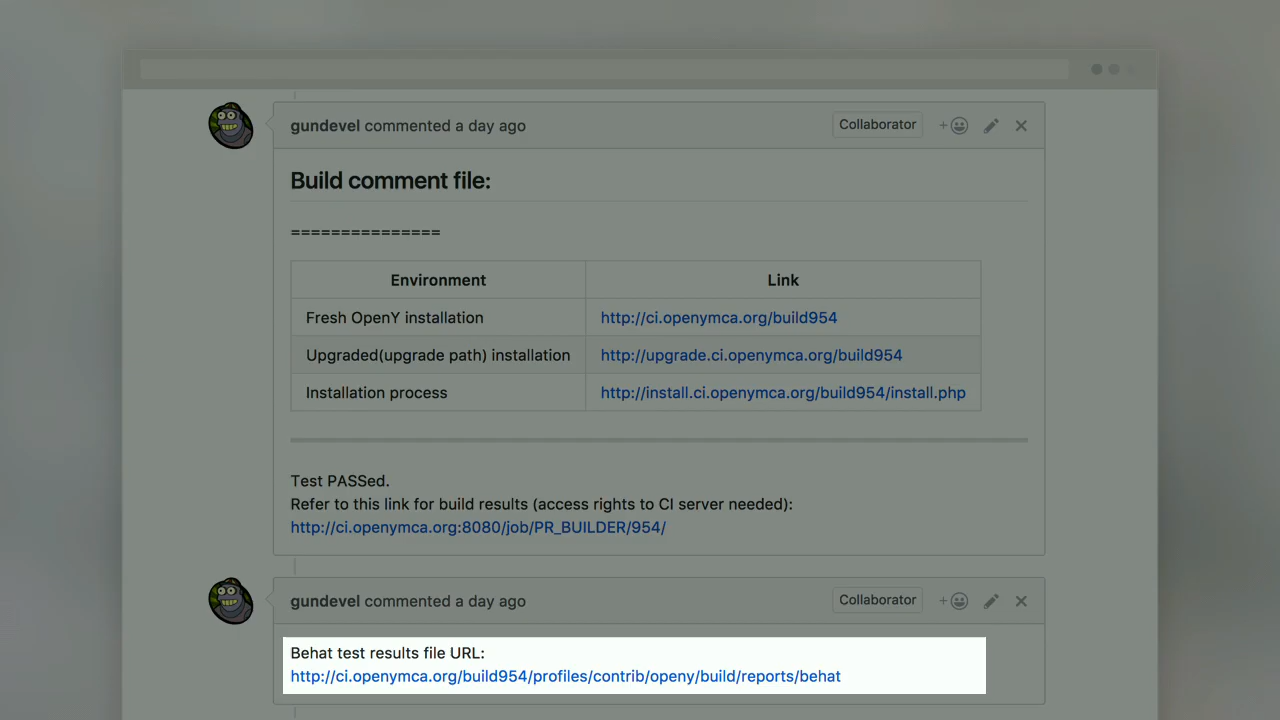 gundevel commented a day ago
Collaborator
Build comment file:
===============
Environment Link
Fresh OpenY installation http://ci.openymca.org/build954
Upgraded(upgrade path) installation http://upgrade.ci.openymca.org/build954
Installation process http://install.ci.openymca.org/build954/install.php
Test PASSed.
Refer to this link for build results (access rights to CI server needed):
http://ci.openymca.org:8080/job/PR_BUILDER/954/
gundevel commented a day ago
Collaborator
Behat test results file URL:
http://ci.openymca.org/build954/profiles/contrib/openy/build/reports/behat